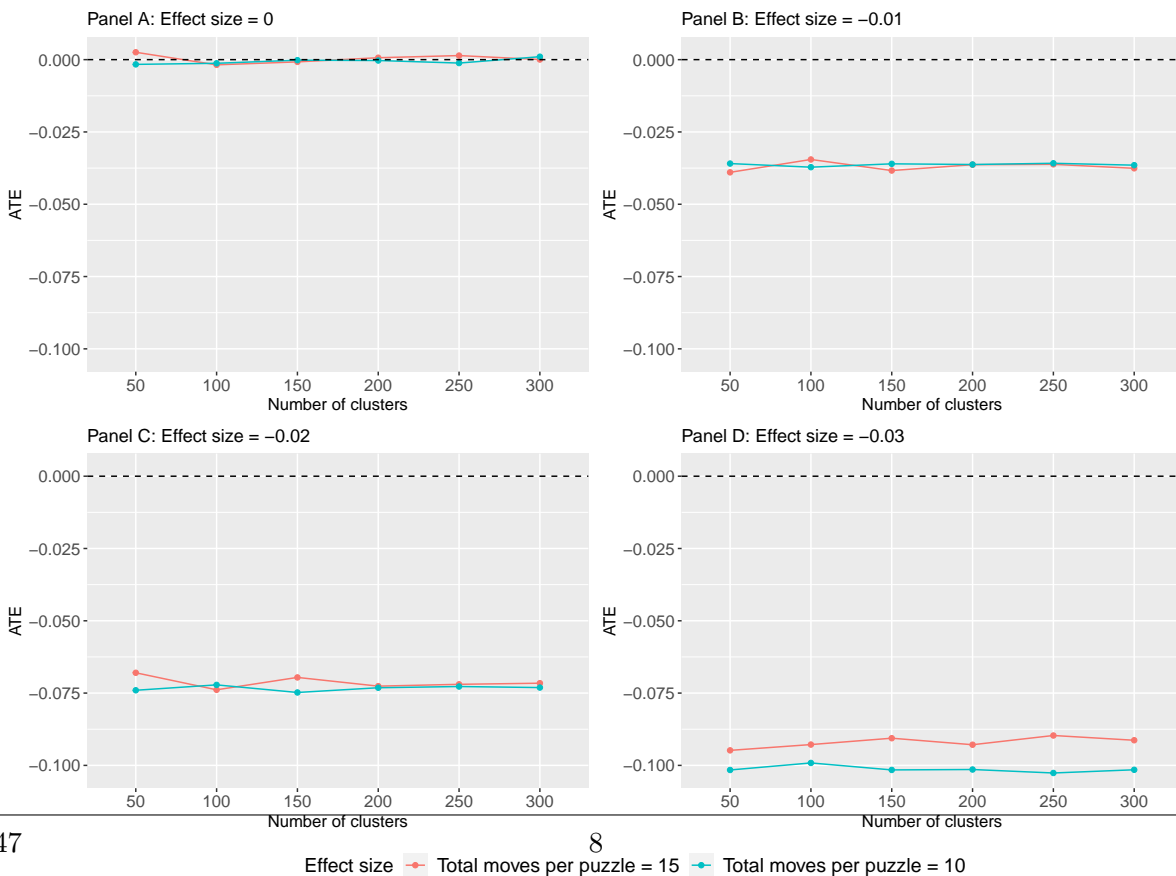 Panel A: Effect size = 0
0.000
−0.025
−0.050
−0.075
−0.100
ATE
50 100 150 200 250 300
Number of clusters
Panel B: Effect size = −0.01
0.000
−0.025
−0.050
−0.075
−0.100
ATE
50 100 150 200 250 300
Number of clusters
Panel C: Effect size = −0.02
0.000
−0.025
−0.050
−0.075
−0.100
ATE
50 100 150 200 250 300
Number of clusters
Panel D: Effect size = −0.03
0.000
−0.025
−0.050
−0.075
−0.100
ATE
50 100 150 200 250 300
Number of clusters
47 8
Effect size Total moves per puzzle = 15 Total moves per puzzle = 10